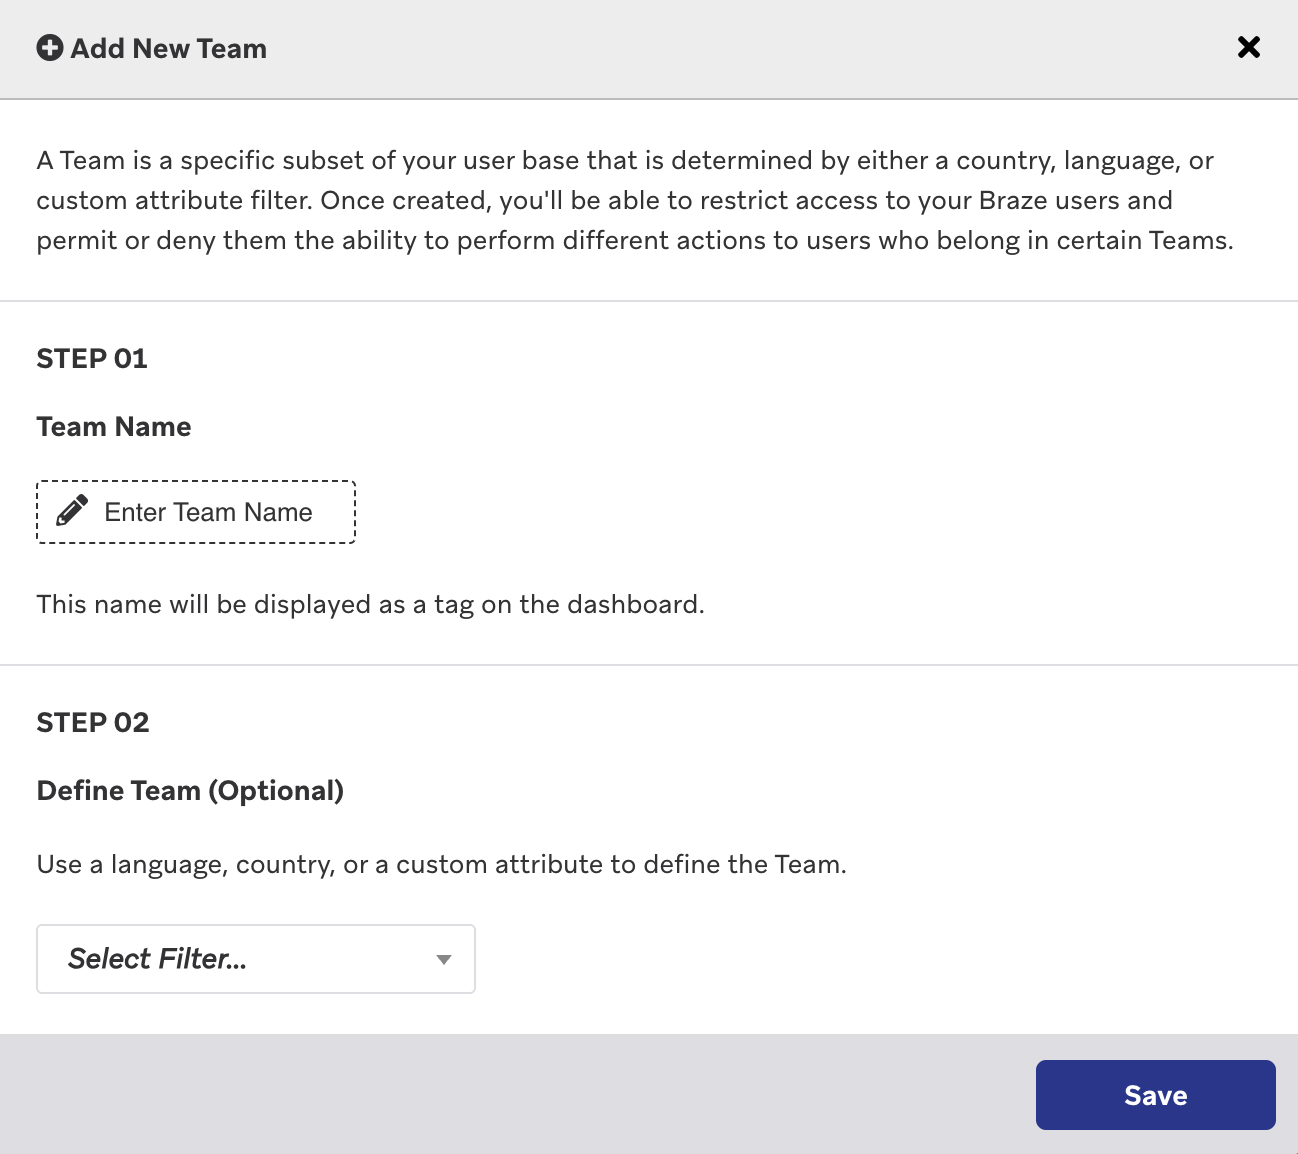 Add New Team
A Team is a specific subset of your user base that is determined by either a country, language, or
custom attribute filter. Once created, you'll be able to restrict access to your Braze users and
permit or deny them the ability to perform different actions to users who belong in certain Teams.
STEP 01
Team Name
Enter Team Name
This name will be displayed as a tag on the dashboard.
STEP 02
Define Team (Optional)
Use a language, country, or a custom attribute to define the Team.
Select Filter...
Save